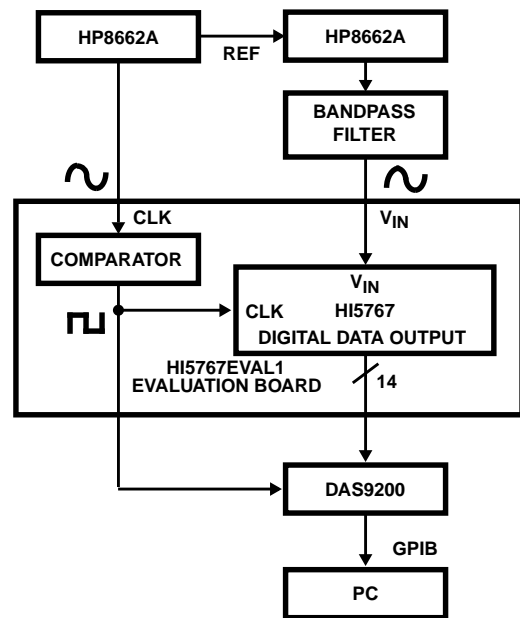 HP8662A
REF
HP8662A
BANDPASS
FILTER
CLK
VIN
COMPARATOR
VIN
CLK
HI5767
DIGITAL DATA OUTPUT
HI5767EVAL1
EVALUATION BOARD
14
DAS9200
GPIB
PC